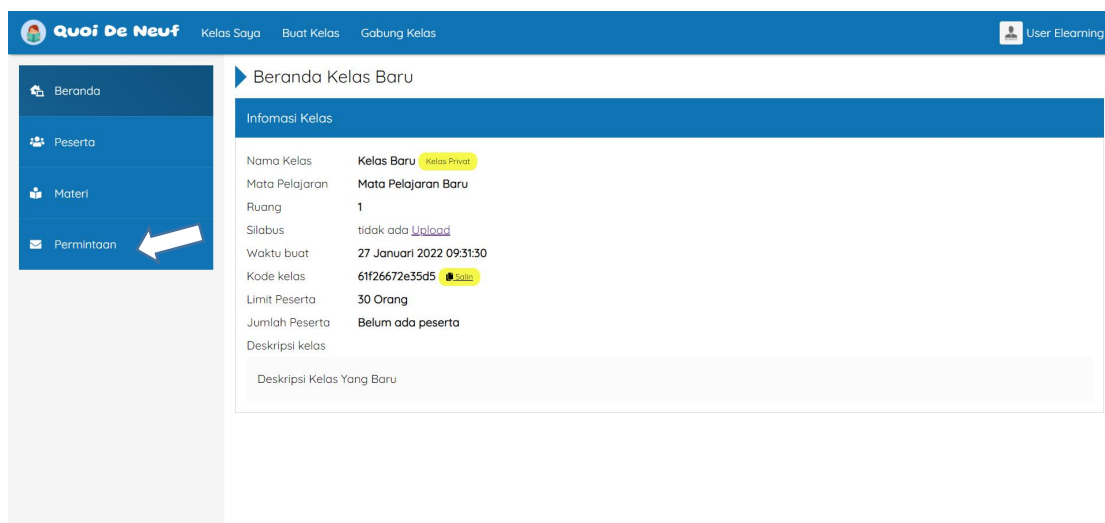 Quoi De Neuf Kelas Saya Buat Kelas Gabung Kelas User Elearning
Beranda
Peserta
Materi
Permintaan
Beranda Kelas Baru
Infomasi Kelas
Nama Kelas Kelas Baru Kelas Privat
Mata Pelajaran Mata Pelajaran Baru
Ruang 1
Silabus tidak ada Upload
Waktu buat 27 Januari 2022 09:31:30
Kode kelas 61f26672e35d5 Salin
Limit Peserta 30 Orang
Jumlah Peserta Belum ada peserta
Deskripsi kelas
Deskripsi Kelas Yang Baru